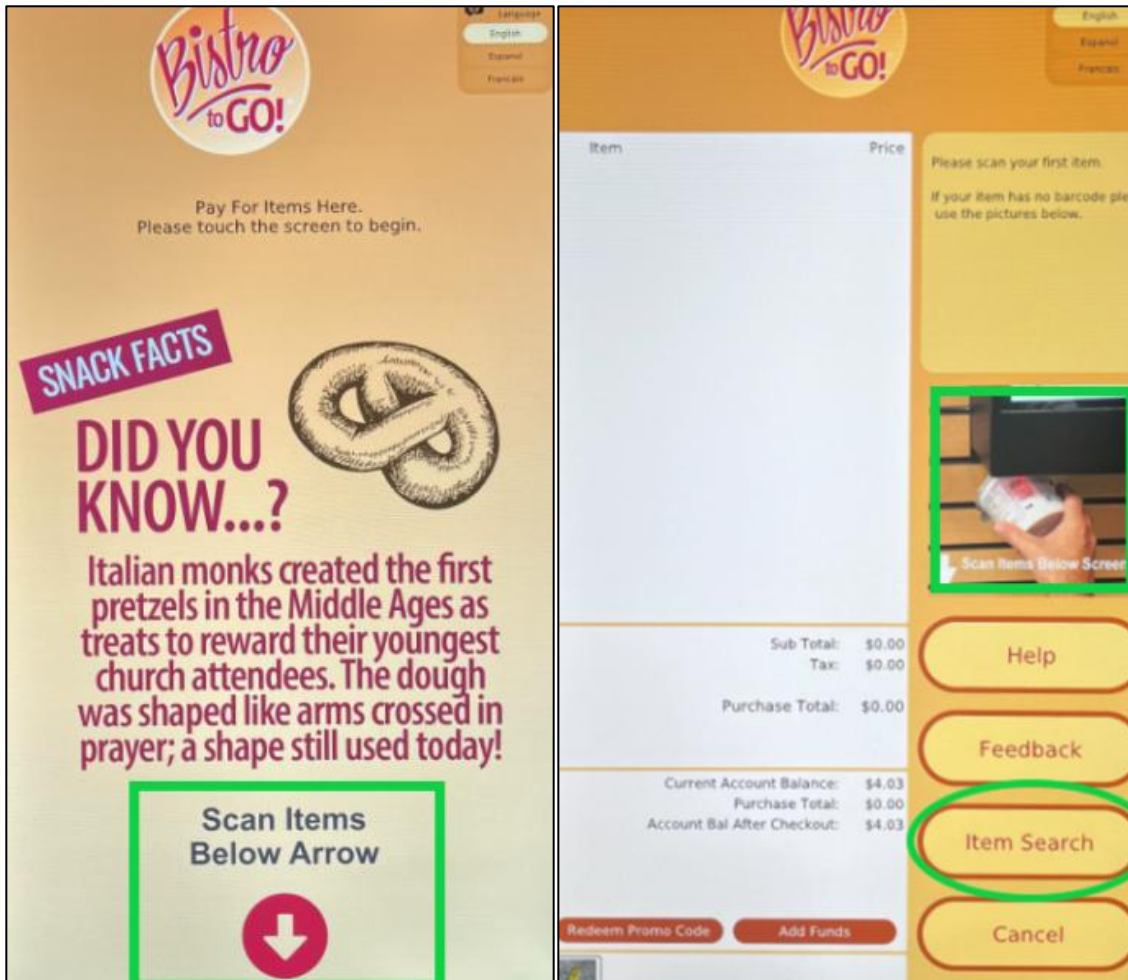 Bistro
to GO!
Language
English
Espanol
Francais
Pay For Items Here.
Please touch the screen to begin.
SNACK FACTS
DID YOU
KNOW...?
Italian monks created the first
pretzels in the Middle Ages as
treats to reward their youngest
church attendees. The dough
was shaped like arms crossed in
prayer; a shape still used today!
Scan Items
Below Arrow
Bistro
to GO!
English
Espanol
Francais
Item Price
Please scan your first item.
If your item has no barcode ple
use the pictures below.
Scan Items Below Screen
Sub Total: $0.00
Tax: $0.00
Purchase Total: $0.00
Current Account Balance: $4.03
Purchase Total: $0.00
Account Bal After Checkout: $4.03
Redeem Promo Code
Add Funds
Help
Feedback
Item Search
Cancel